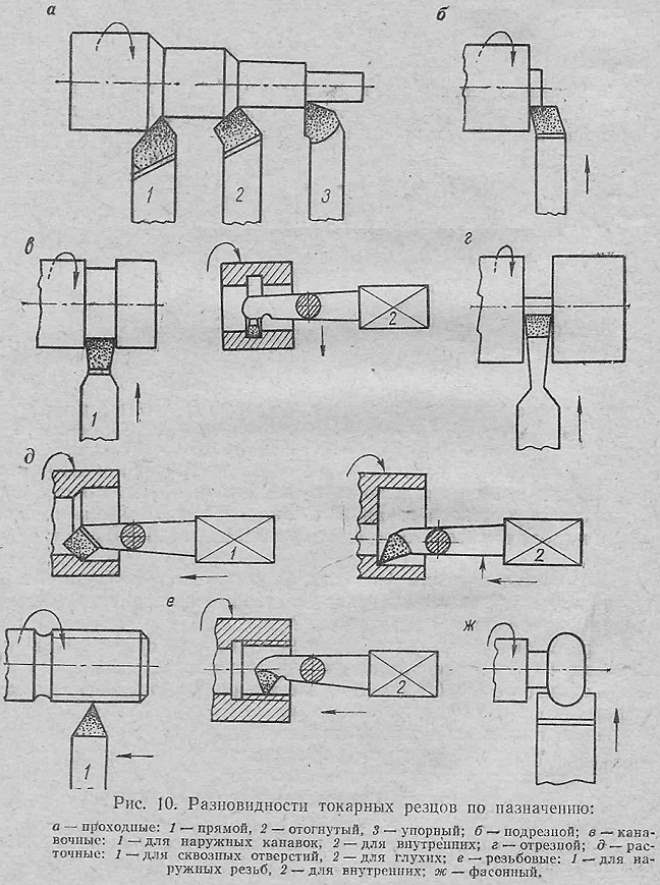 а
б
1
2
3
в
г
1
2
д
1
2
е
ж
1
2
Рис. 10. Разновидности токарных резцов по назначению:
а — проходные: 1 — прямой, 2 — отогнутый, 3 — упорный; б — подрезной; в — кана-
вочные: 1 — для наружных канавок, 2 — для внутренних; г — отрезной; д — рас-
точные: 1 — для сквозных отверстий, 2 — для глухих; е — резьбовые: 1 — для на-
ружных резьб, 2 — для внутренних; ж — фасонный.